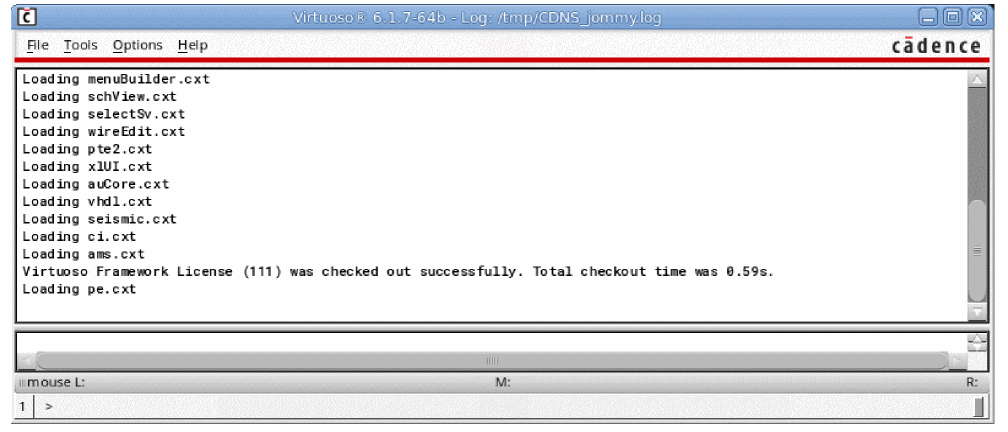 Virtuoso® 6.1.7-64b - Log: /tmp/CDNS_jommy.log
File Tools Options Help
cādence
Loading menuBuilder.cxt
Loading schView.cxt
Loading selectSv.cxt
Loading wireEdit.cxt
Loading pte2.cxt
Loading xlUI.cxt
Loading auCore.cxt
Loading vhdl.cxt
Loading seismic.cxt
Loading ci.cxt
Loading ams.cxt
Virtuoso Framework License (111) was checked out successfully. Total checkout time was 0.59s.
Loading pe.cxt
mouse L: M: R:
1 >